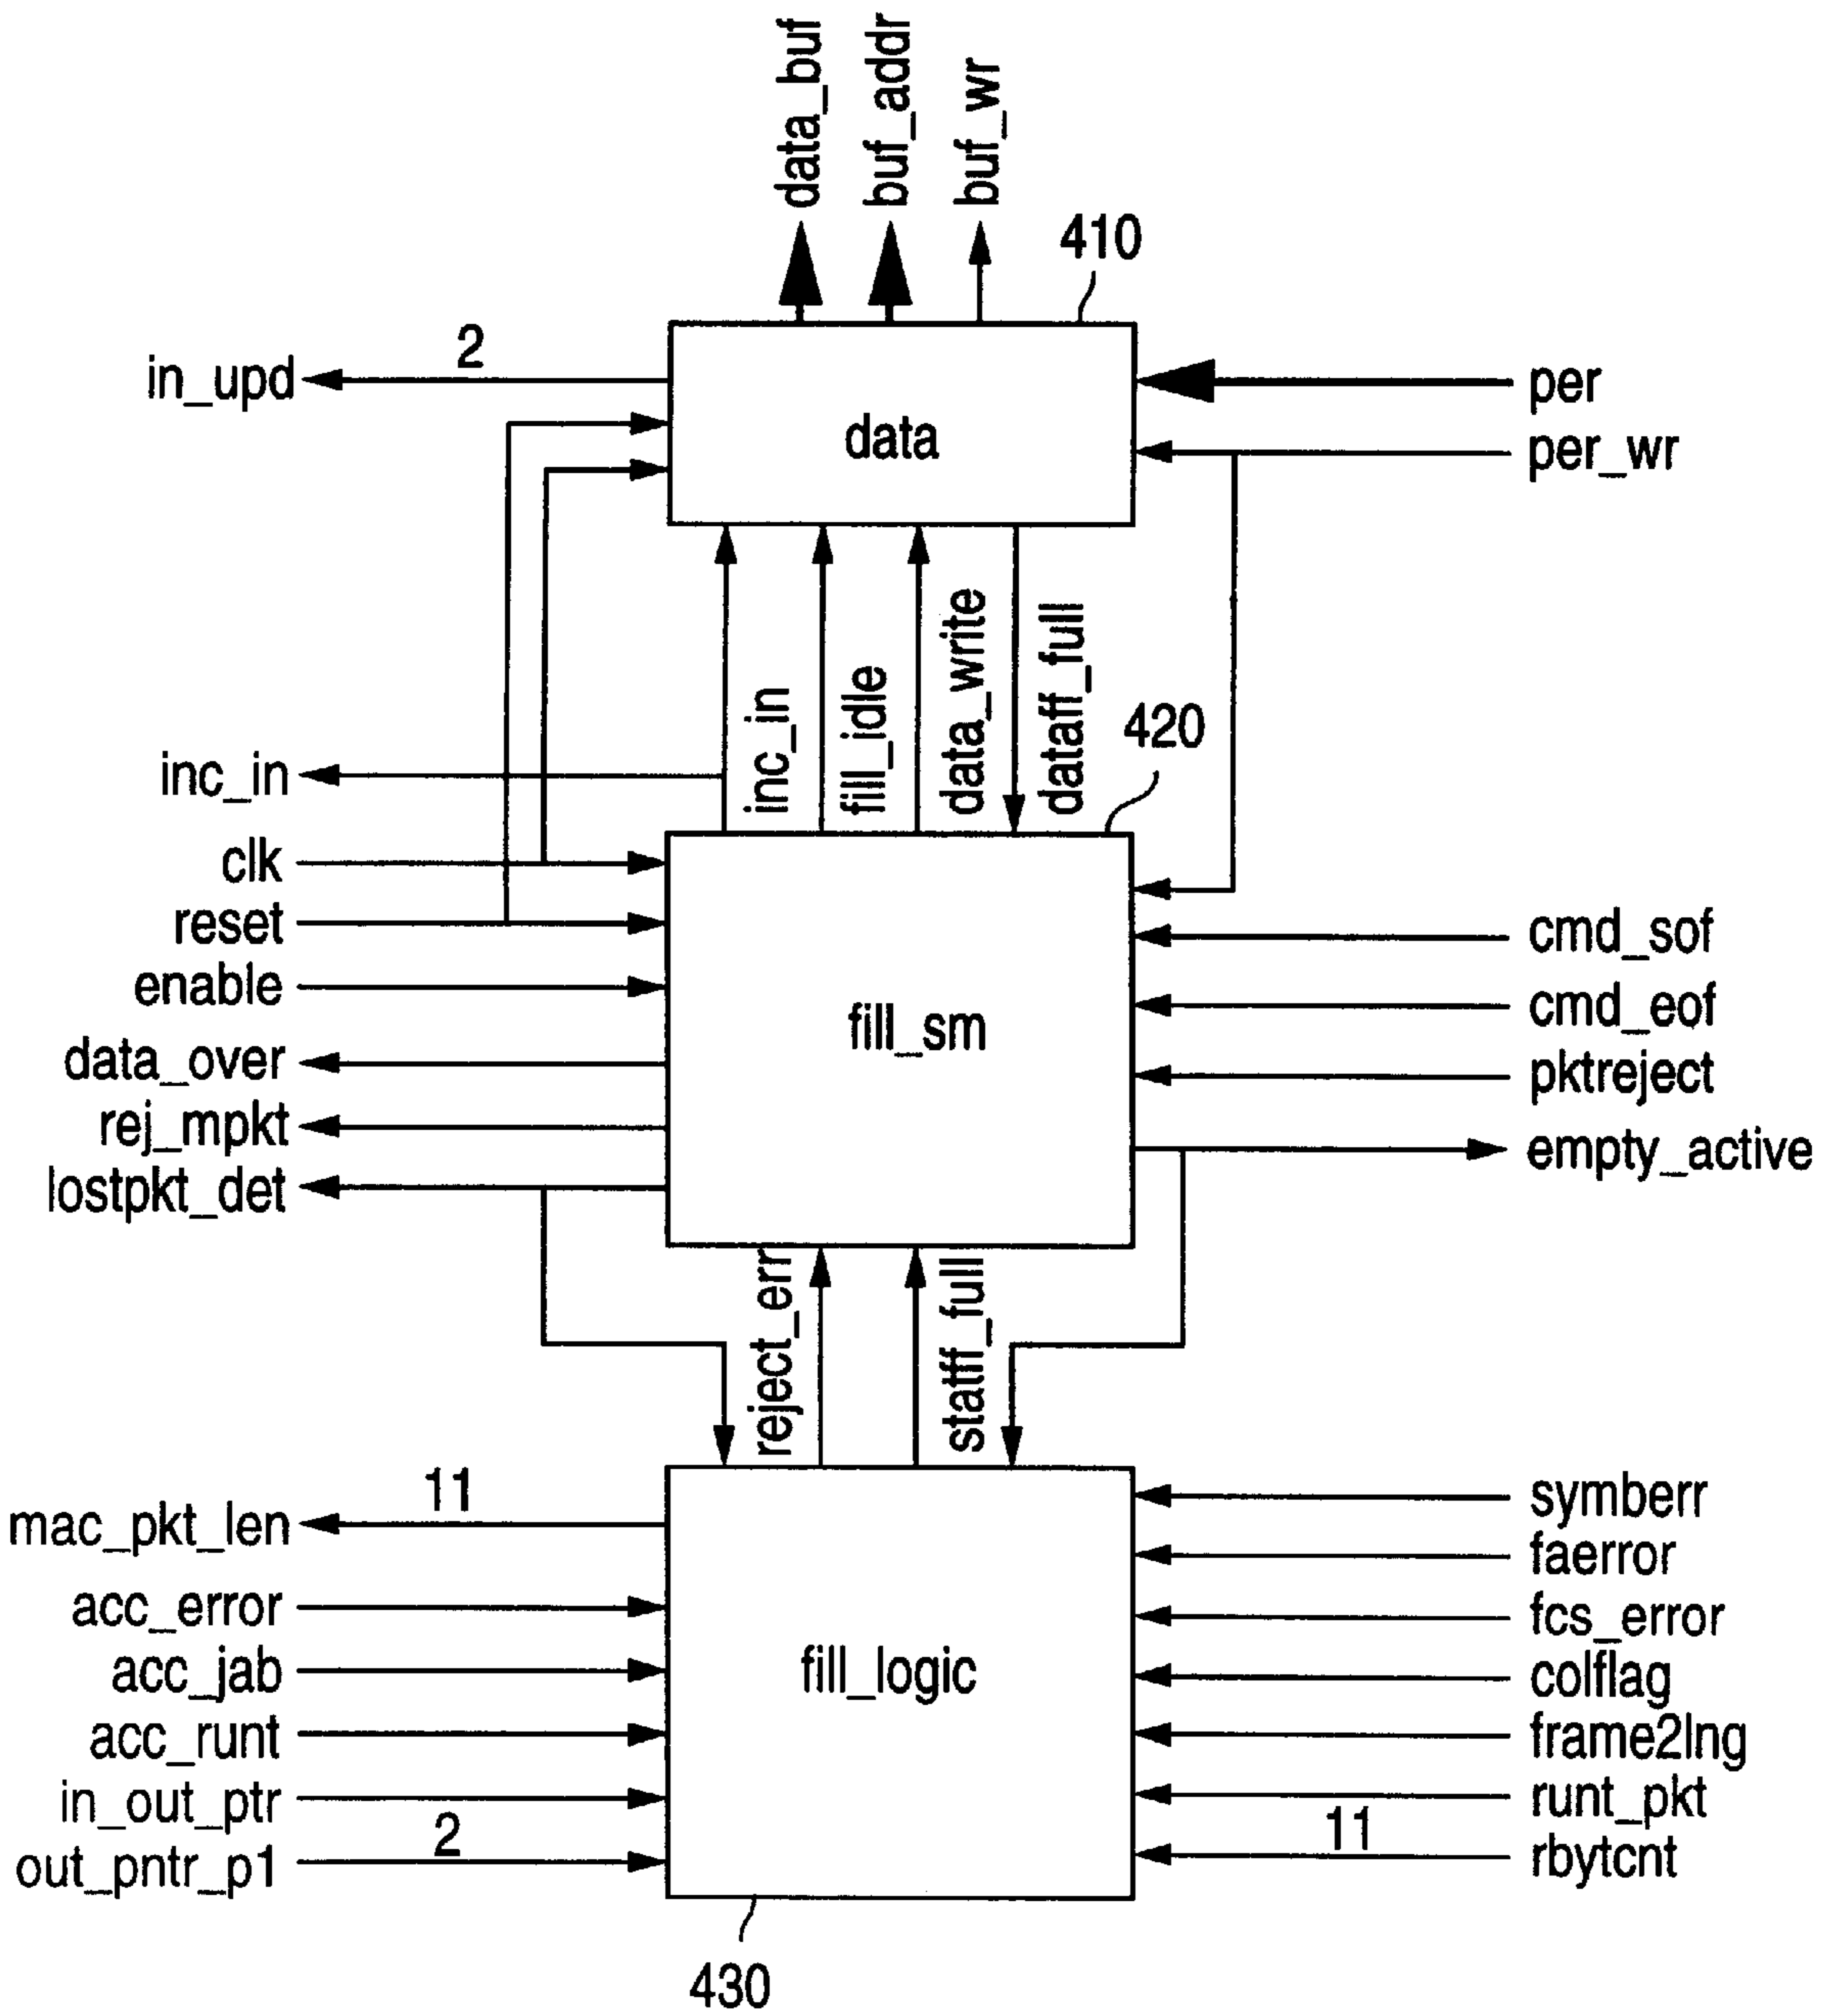 data_buf
buf_addr
buf_wr
410
in_upd
2
data
per
per_wr
inc_in
fill_idle
data_write
dataff_full
420
inc_in
clk
reset
enable
data_over
rej_mpkt
lostpkt_det
fill_sm
cmd_sof
cmd_eof
pktreject
empty_active
reject_err
staff_full
mac_pkt_len
11
acc_error
acc_jab
acc_runt
in_out_ptr
out_pntr_p1
2
fill_logic
symberr
faerror
fcs_error
colflag
frame2lng
runt_pkt
rbytcnt
11
430